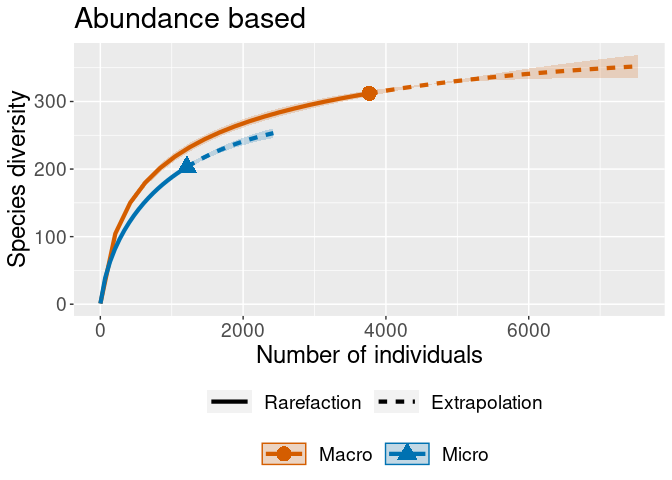 Abundance based
Species diversity
300
200
100
0
0 2000 4000 6000
Number of individuals
Rarefaction Extrapolation
Macro Micro